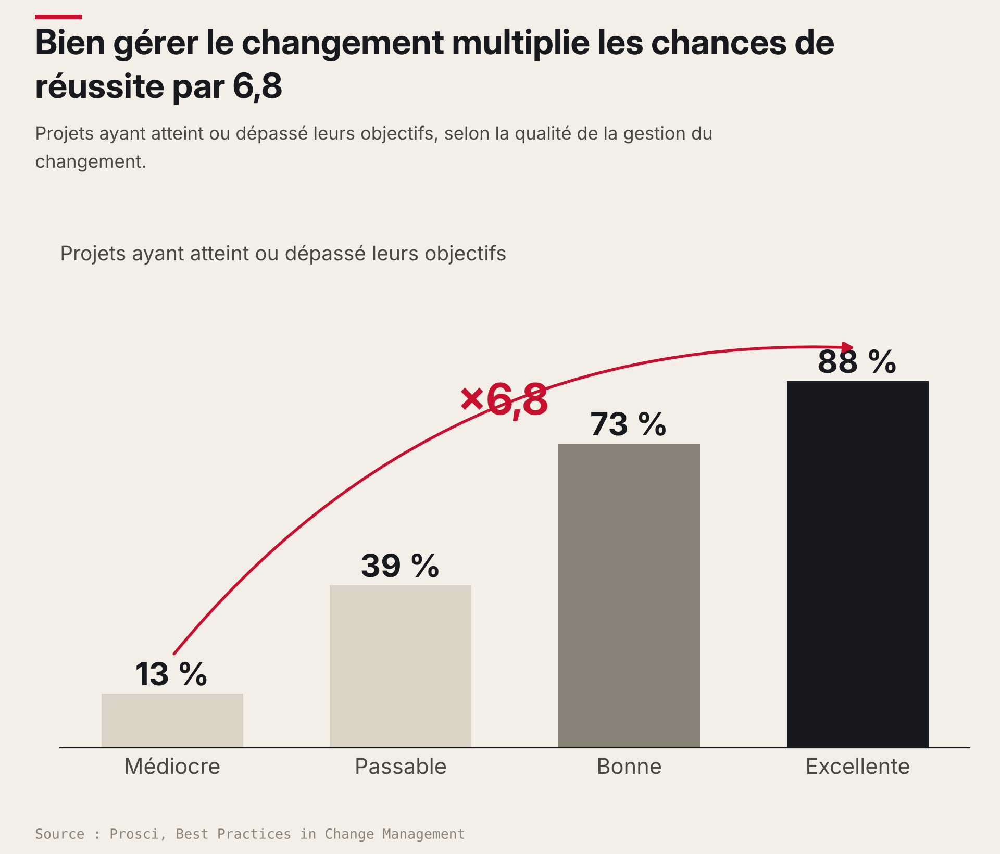 Bien gérer le changement multiplie les chances de
réussite par 6,8
Projets ayant atteint ou dépassé leurs objectifs, selon la qualité de la gestion du
changement.
Projets ayant atteint ou dépassé leurs objectifs
88 %
×6,8
73 %
39 %
13 %
Médiocre Passable Bonne Excellente
Source : Prosci, Best Practices in Change Management